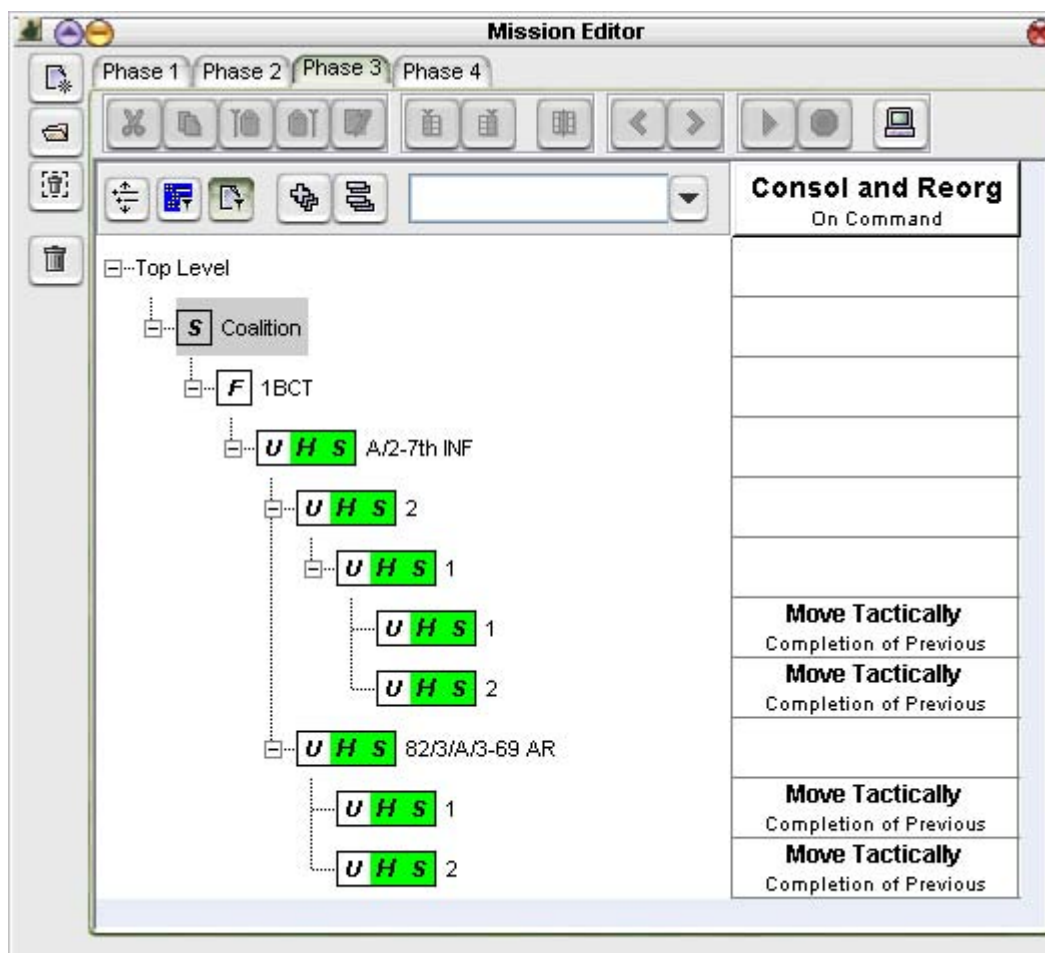 Mission Editor
Phase 1 Phase 2 Phase 3 Phase 4
Consol and Reorg
On Command
Top Level
S Coalition
F 1BCT
U H S A/2-7th INF
U H S 2
U H S 1
U H S 1
Move Tactically
Completion of Previous
U H S 2
Move Tactically
Completion of Previous
U H S 82/3/A/3-69 AR
U H S 1
Move Tactically
Completion of Previous
U H S 2
Move Tactically
Completion of Previous